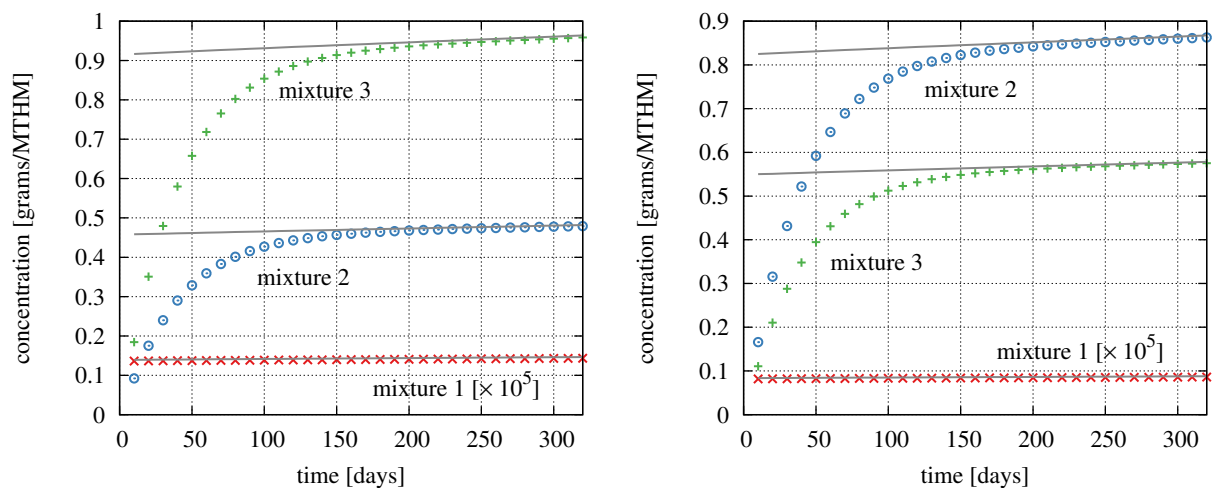 1
0.9
0.8
0.7
0.6
0.5
0.4
0.3
0.2
0.1
0
concentration [grams/MTHM]
mixture 3
mixture 2
mixture 1 [× 10^5]
0 50 100 150 200 250 300
time [days]
0.9
0.8
0.7
0.6
0.5
0.4
0.3
0.2
0.1
0
concentration [grams/MTHM]
mixture 2
mixture 3
mixture 1 [× 10^5]
0 50 100 150 200 250 300
time [days]